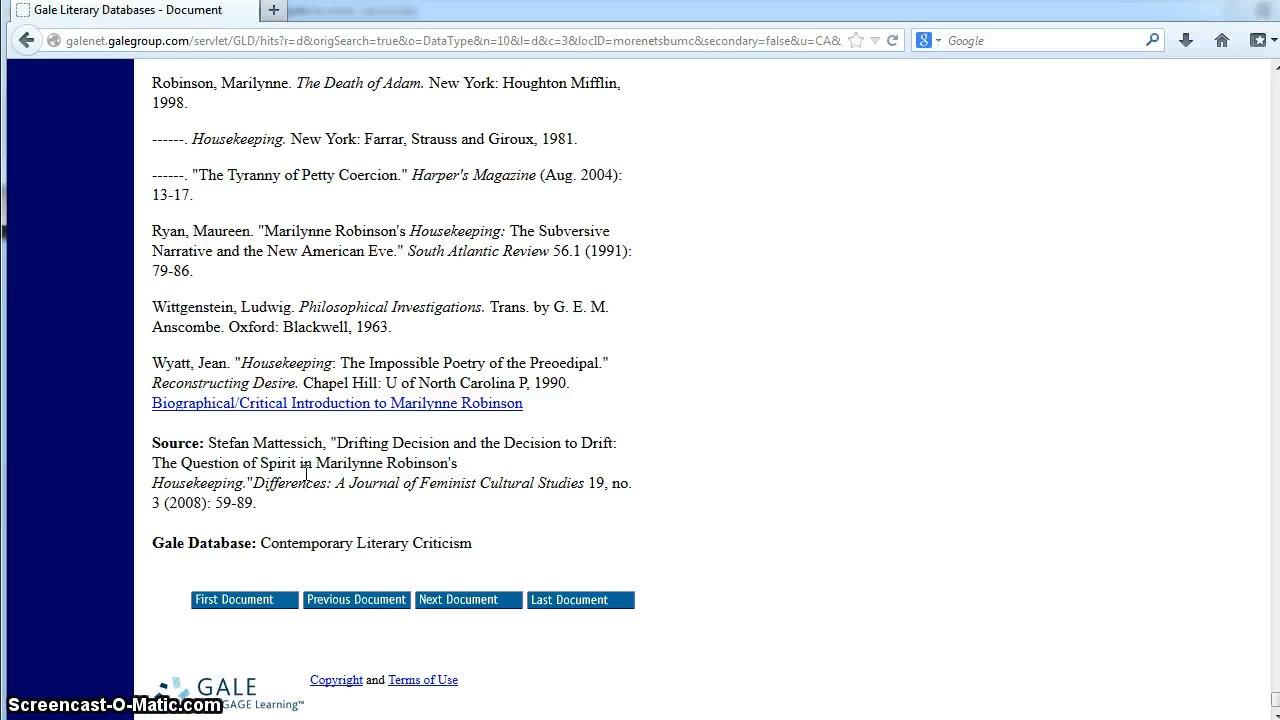 Gale Literary Databases - Document
galenet.galegroup.com/servlet/GLD/hits?r=d&origSearch=true&o=DataType&n=10&l=d&c=3&locID=morenetsbumc&secondary=false&u=CA&
Google
Robinson, Marilynne. The Death of Adam. New York: Houghton Mifflin,
1998.
------. Housekeeping. New York: Farrar, Strauss and Giroux, 1981.
------. "The Tyranny of Petty Coercion." Harper's Magazine (Aug. 2004):
13-17.
Ryan, Maureen. "Marilynne Robinson's Housekeeping: The Subversive
Narrative and the New American Eve." South Atlantic Review 56.1 (1991):
79-86.
Wittgenstein, Ludwig. Philosophical Investigations. Trans. by G. E. M.
Anscombe. Oxford: Blackwell, 1963.
Wyatt, Jean. "Housekeeping: The Impossible Poetry of the Preoedipal."
Reconstructing Desire. Chapel Hill: U of North Carolina P, 1990.
Biographical/Critical Introduction to Marilynne Robinson
Source: Stefan Mattessich, "Drifting Decision and the Decision to Drift:
The Question of Spirit in Marilynne Robinson's
Housekeeping."Differences: A Journal of Feminist Cultural Studies 19, no.
3 (2008): 59-89.
Gale Database: Contemporary Literary Criticism
First Document Previous Document Next Document Last Document
GALE
Copyright and Terms of Use
Screencast-O-Matic.com
GAGE Learning™